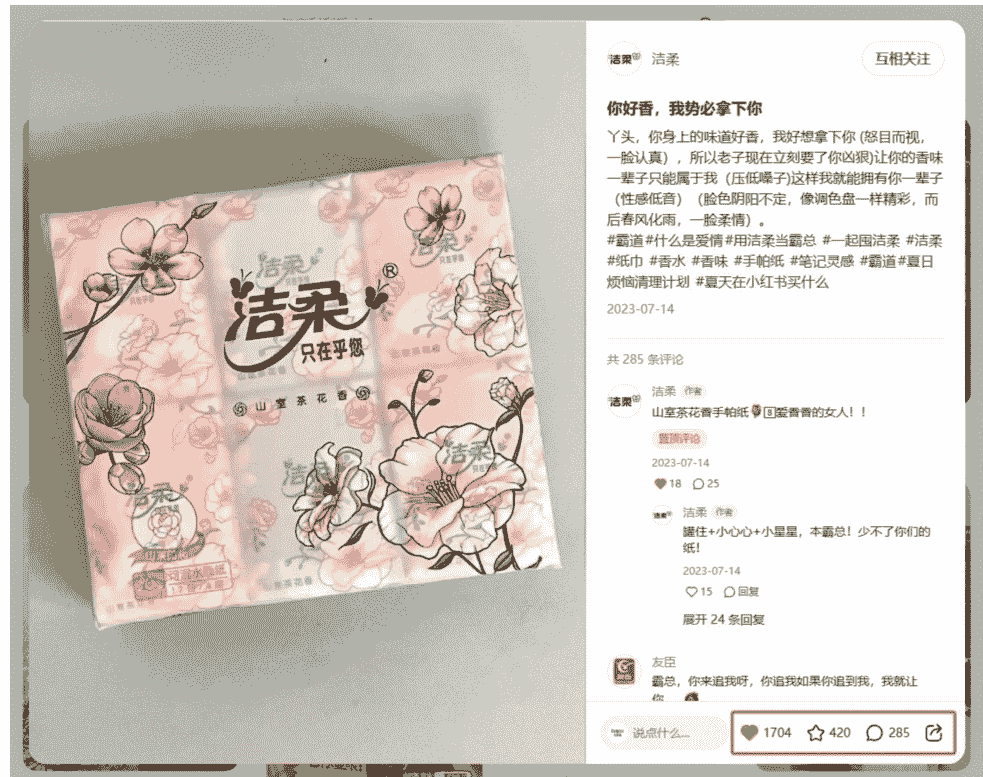 洁柔
只在乎您
山室茶花香
洁柔
互相关注
你好香，我势必拿下你
丫头，你身上的味道好香，我好想拿下你 (怒目而视，
一脸认真），所以老子现在立刻要了你凶狠)让你的香味
一辈子只能属于我（压低嗓子)这样我就能拥有你一辈子
（性感低音）（脸色阴阳不定，像调色盘一样精彩，而
后春风化雨，一脸柔情）。
#霸道#什么是爱情#用洁柔当霸总 #一起囤洁柔 #洁柔
#纸巾 #香水 #香味 #手帕纸 #笔记灵感 #霸道#夏日
烦恼清理计划 #夏天在小红书买什么
2023-07-14
共 285 条评论
洁柔 作者
山室茶花香手帕纸回爱香香的女人！！
置顶评论
2023-07-14
18 25
洁柔 作者
罐住+小心心+小星星，本霸总！少不了你们的
纸！
2023-07-14
15 回复
展开 24 条回复
友臣
霸总，你来追我呀，你追我如果你追到我，我就让
你
说点什么... 1704 420 285